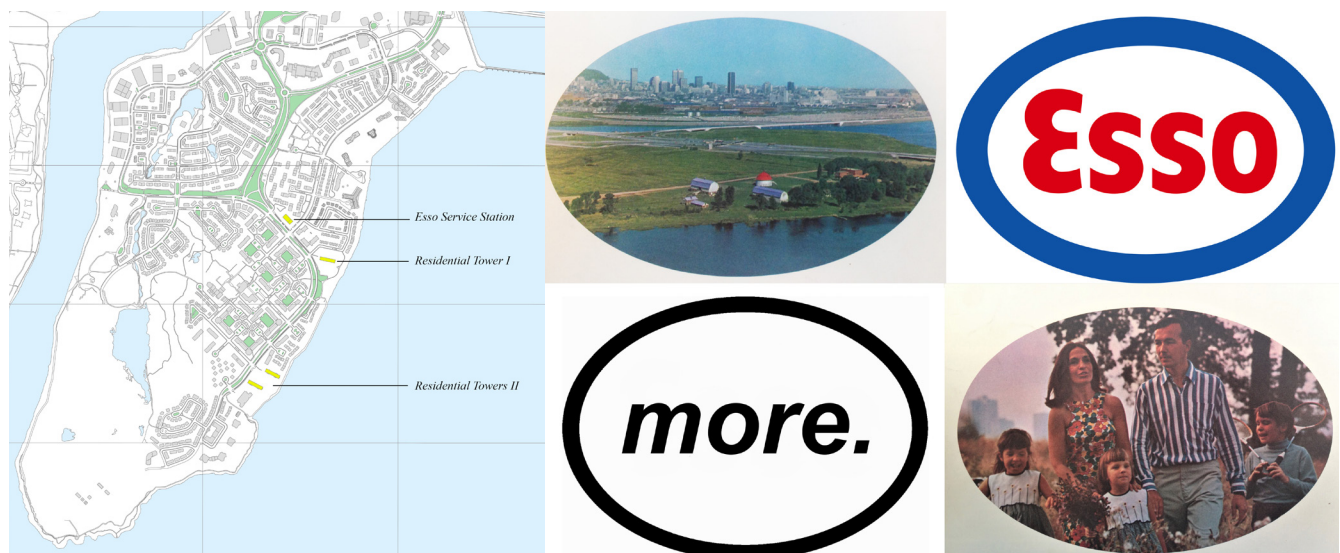 Esso Service Station
Residential Tower I
Residential Towers II
Esso
more.